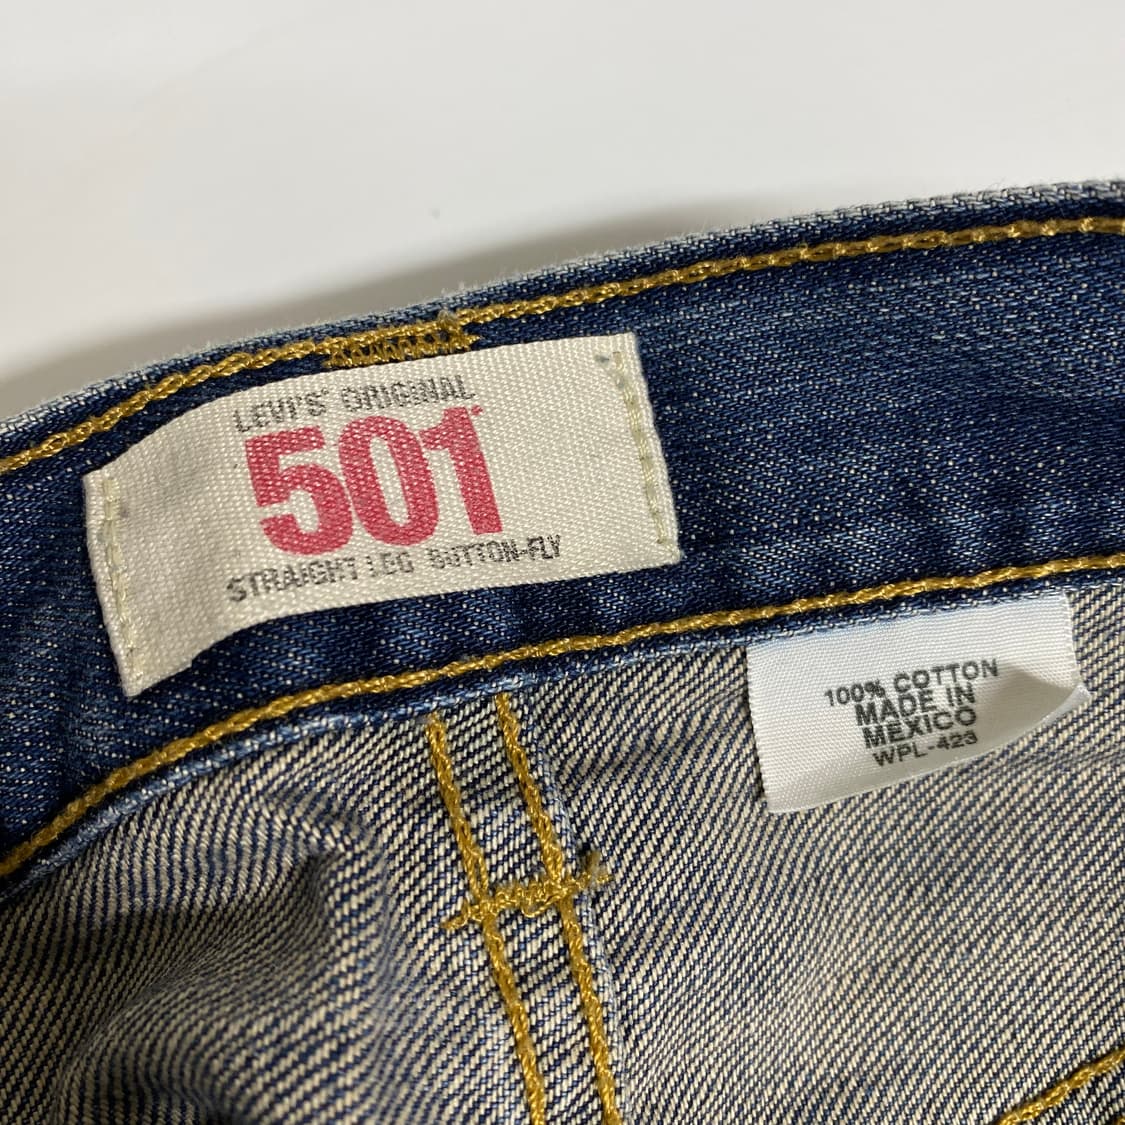 LEVI'S® ORIGINAL
501®
STRAIGHT LEG BUTTON-FLY
100% COTTON
MADE IN
MEXICO
WPL-423